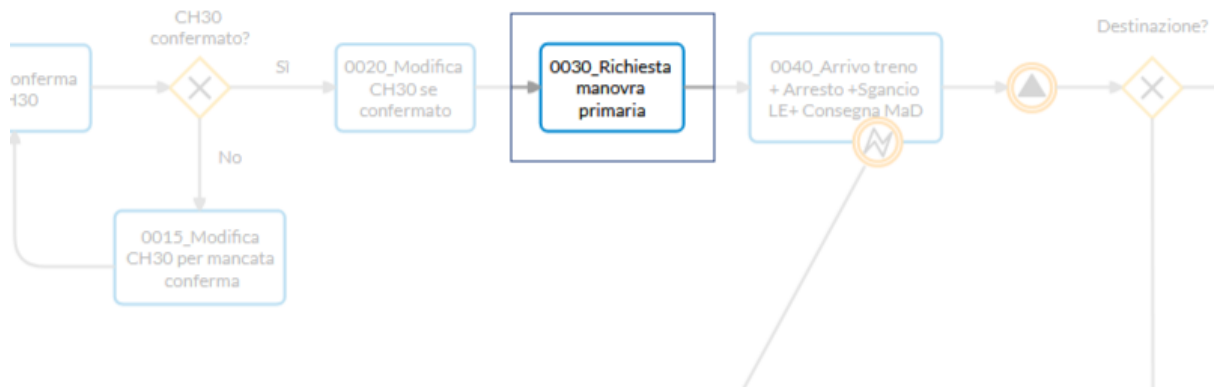 CH30
confermato?
Destinazione?
onferma
H30
Sì
0020_Modifica
CH30 se
confermato
0030_Richiesta
manovra
primaria
0040_Arrivo treno
+ Arresto +Sgancio
LE+ Consegna MaD
No
0015_Modifica
CH30 per mancata
conferma